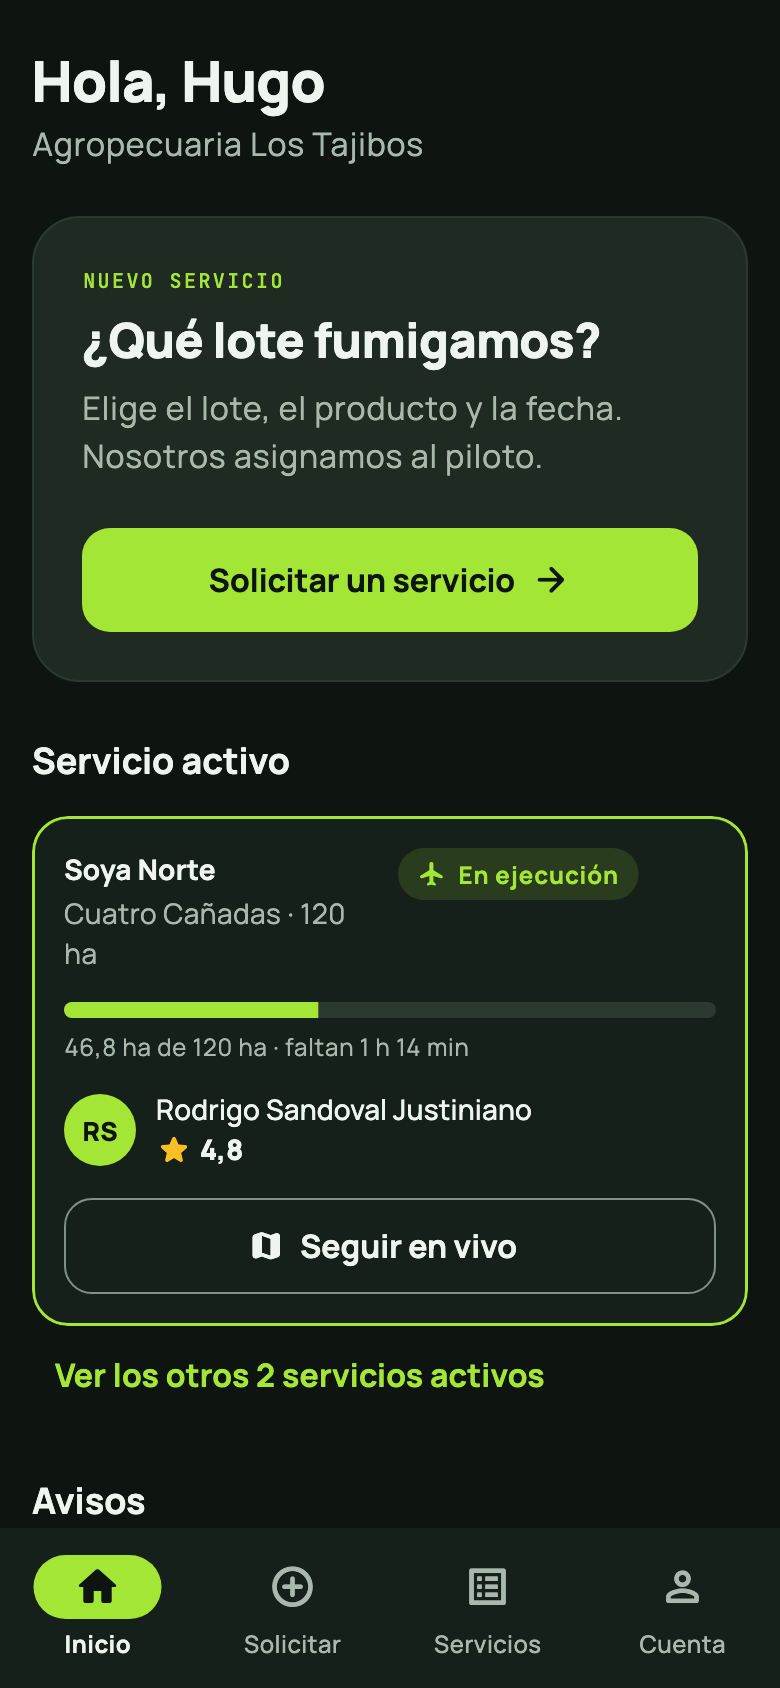 Hola, Hugo
Agropecuaria Los Tajibos
NUEVO SERVICIO
¿Qué lote fumigamos?
Elige el lote, el producto y la fecha.
Nosotros asignamos al piloto.
Solicitar un servicio
Servicio activo
Soya Norte
En ejecución
Cuatro Cañadas · 120
ha
46,8 ha de 120 ha · faltan 1 h 14 min
RS
Rodrigo Sandoval Justiniano
4,8
Seguir en vivo
Ver los otros 2 servicios activos
Avisos
Inicio
Solicitar
Servicios
Cuenta